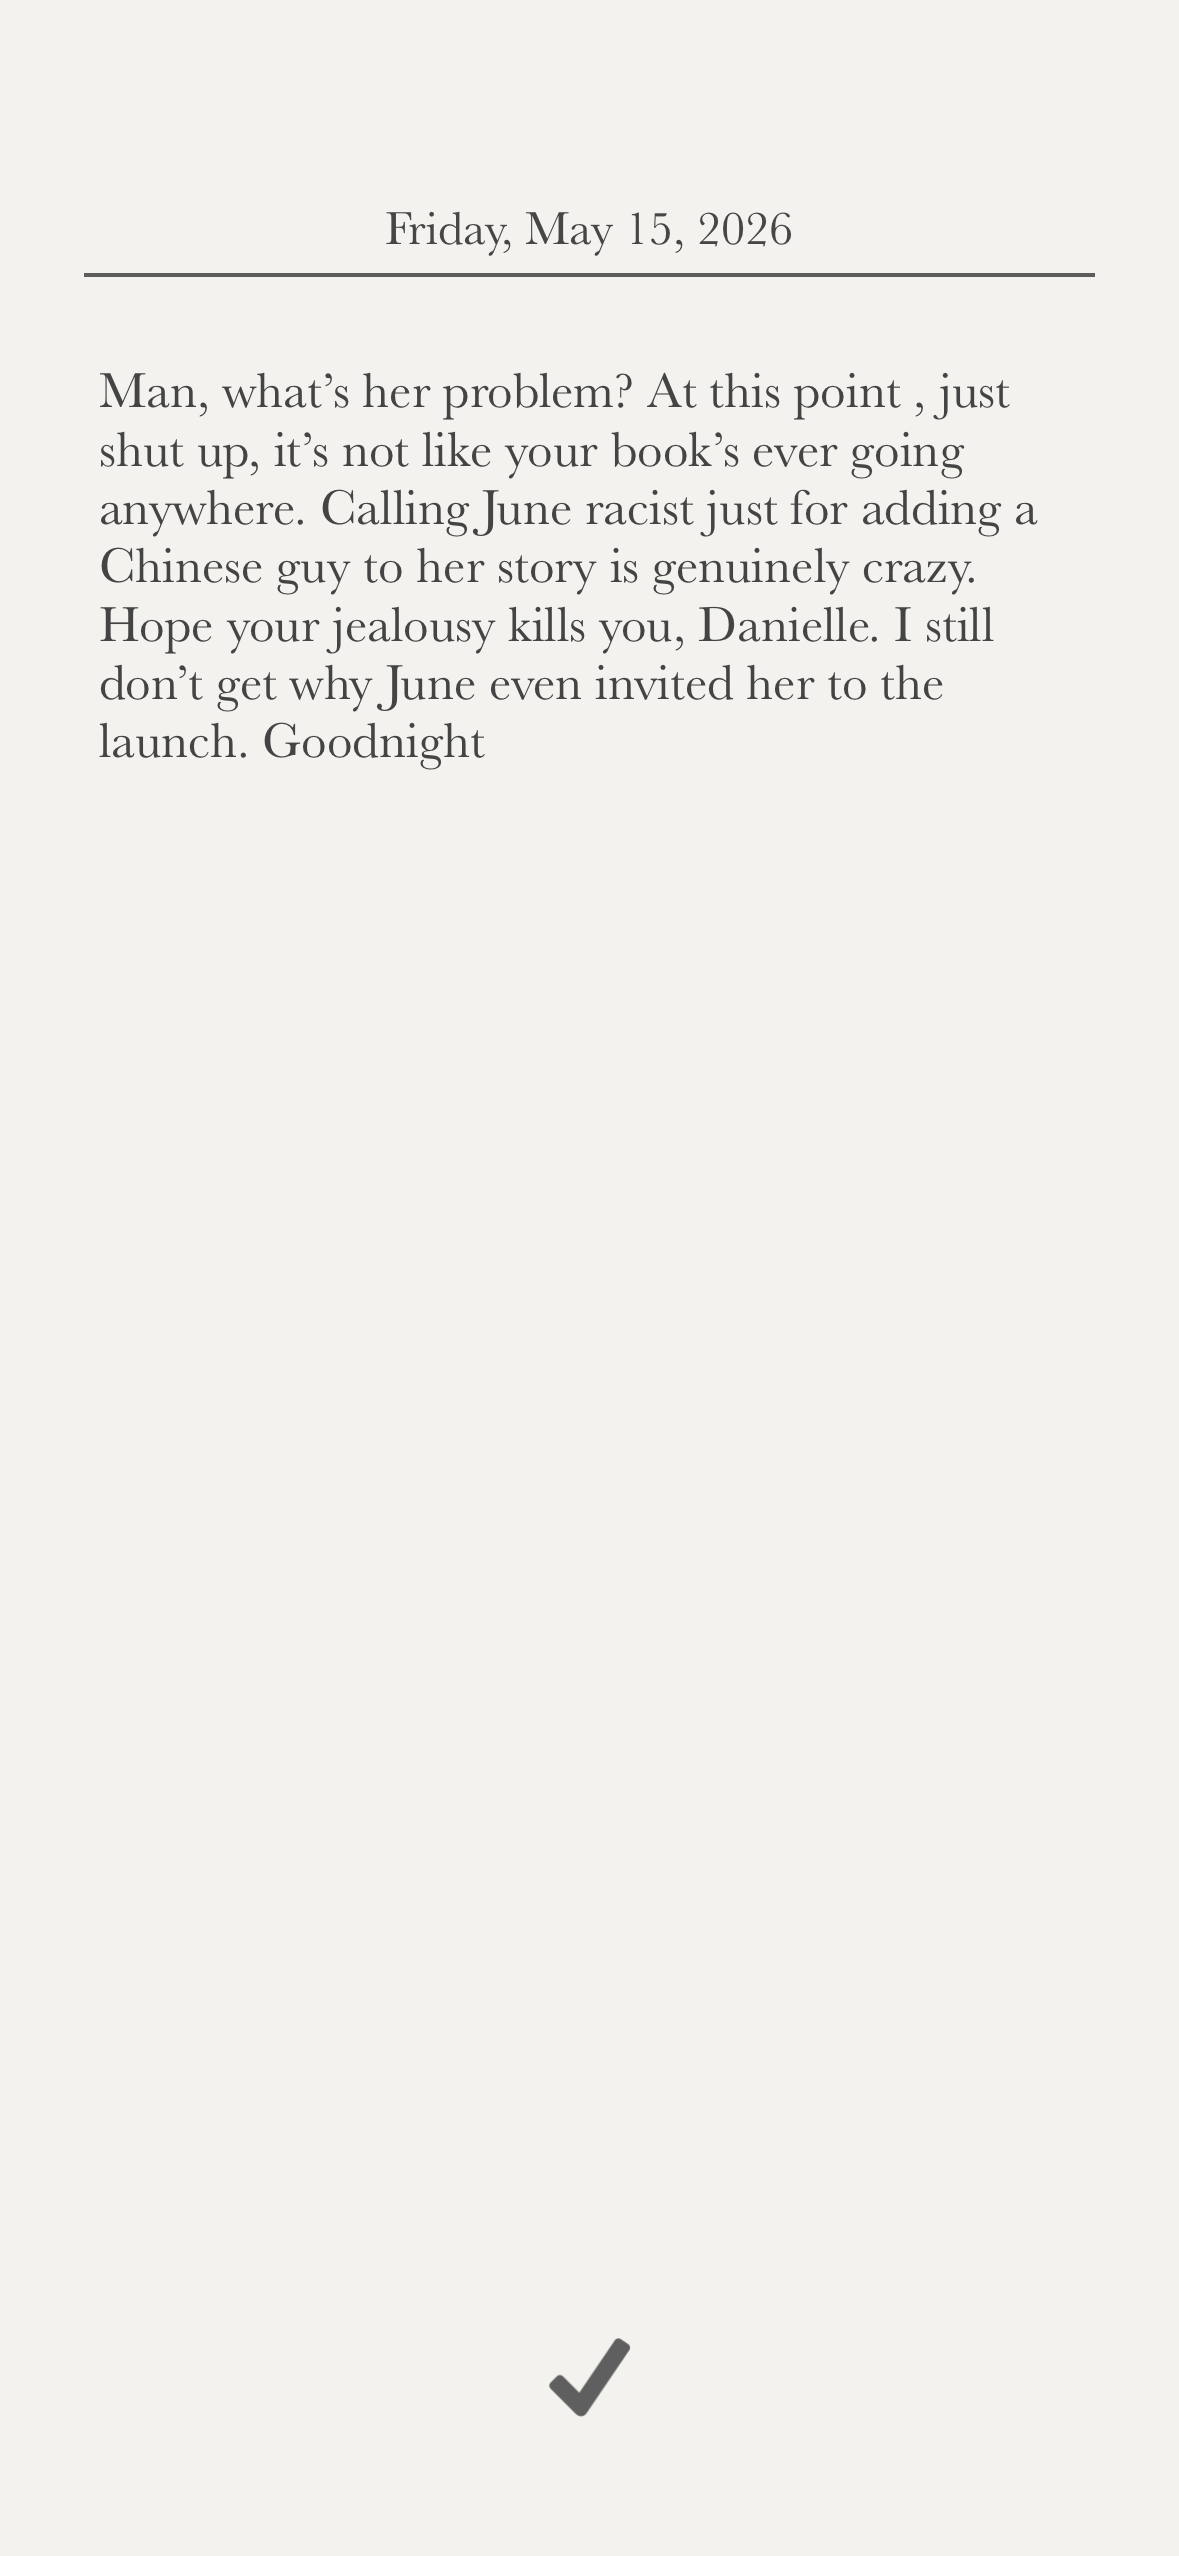 Friday, May 15, 2026
Man, what’s her problem? At this point , just
shut up, it’s not like your book’s ever going
anywhere. Calling June racist just for adding a
Chinese guy to her story is genuinely crazy.
Hope your jealousy kills you, Danielle. I still
don’t get why June even invited her to the
launch. Goodnight